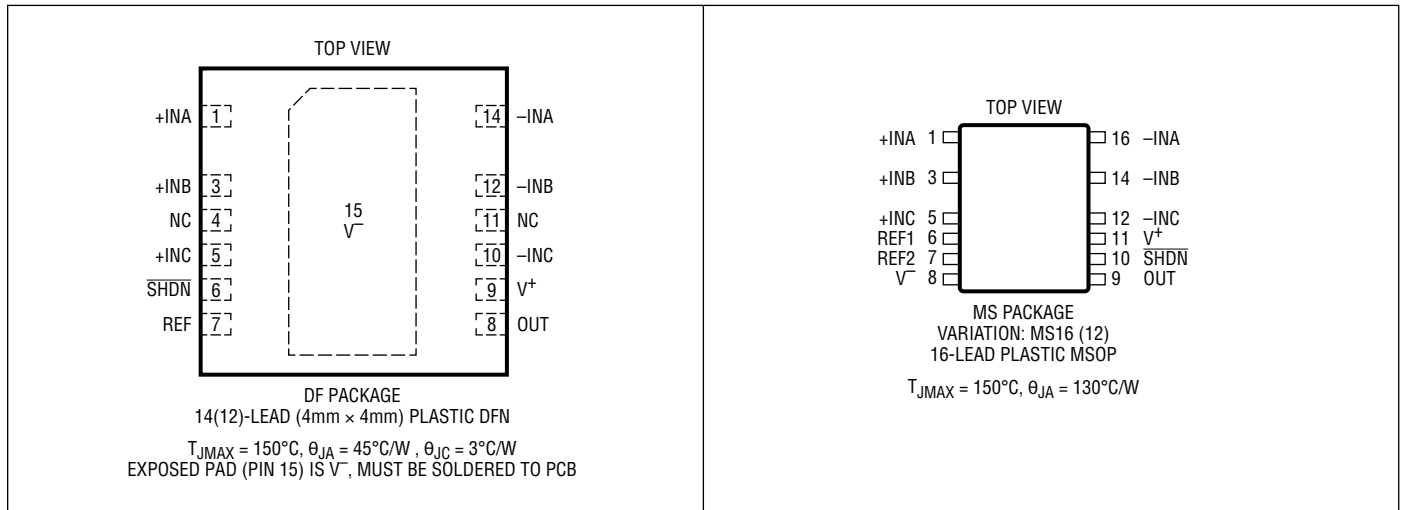 TOP VIEW
+INA 1 14 –INA
+INB 3 12 –INB
NC 4 11 NC
+INC 5 10 –INC
SHDN 6 9 V+
REF 7 8 OUT
15
V–
DF PACKAGE
14(12)-LEAD (4mm × 4mm) PLASTIC DFN
TJMAX = 150°C, θJA = 45°C/W , θJC = 3°C/W
EXPOSED PAD (PIN 15) IS V–, MUST BE SOLDERED TO PCB
TOP VIEW
+INA 1 16 –INA
+INB 3 14 –INB
+INC 5 12 –INC
REF1 6 11 V+
REF2 7 10 SHDN
V– 8 9 OUT
MS PACKAGE
VARIATION: MS16 (12)
16-LEAD PLASTIC MSOP
TJMAX = 150°C, θJA = 130°C/W